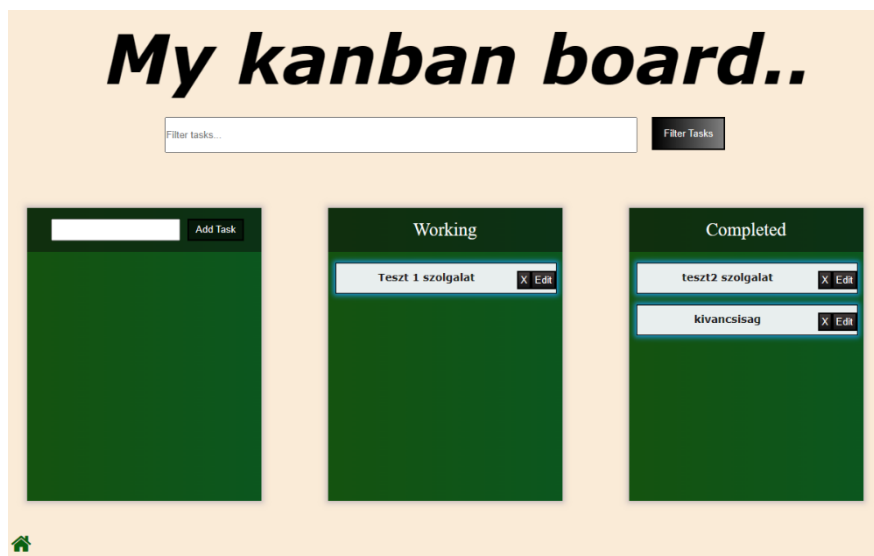 My kanban board..
Filter tasks...
Filter Tasks
Add Task
Working
Teszt 1 szolgalat
X Edit
Completed
teszt2 szolgalat
X Edit
kivancsisag
X Edit